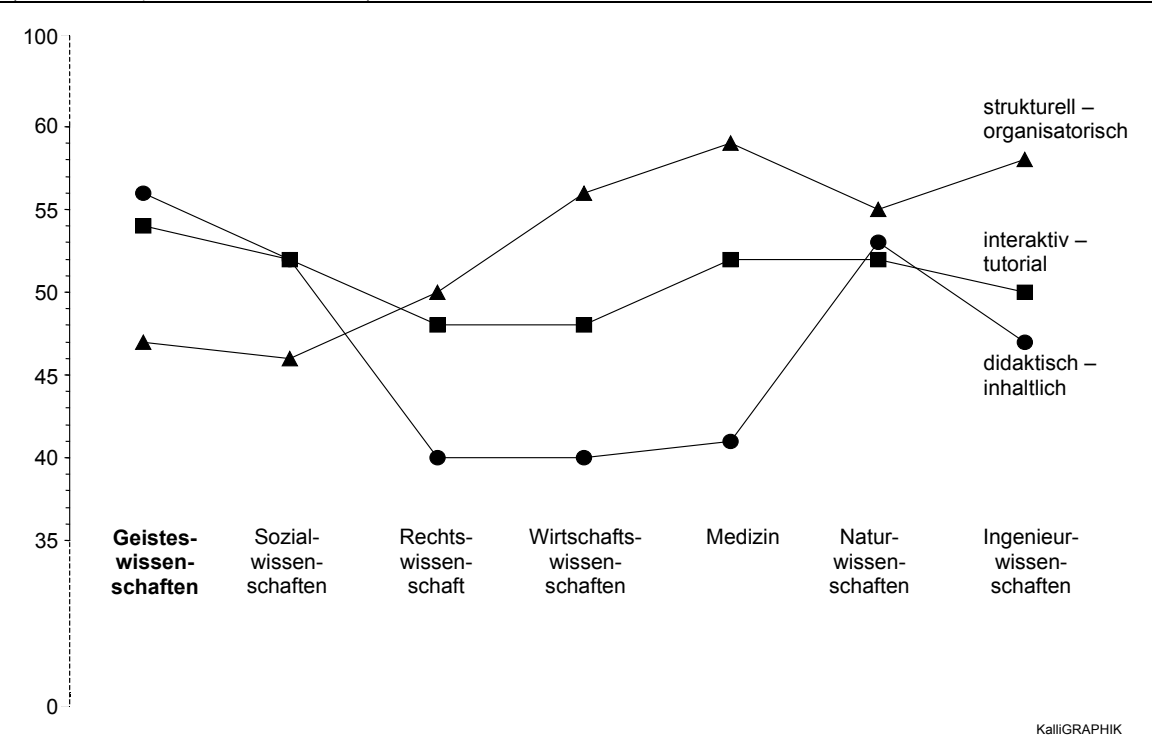 100
60
55
50
45
40
35
0
strukturell –
organisatorisch
interaktiv –
tutorial
didaktisch –
inhaltlich
Geistes-
wissen-
schaften
Sozial-
wissen-
schaften
Rechts-
wissen-
schaft
Wirtschafts-
wissen-
schaften
Medizin
Natur-
wissen-
schaften
Ingenieur-
wissen-
schaften
KalliGRAPHIK